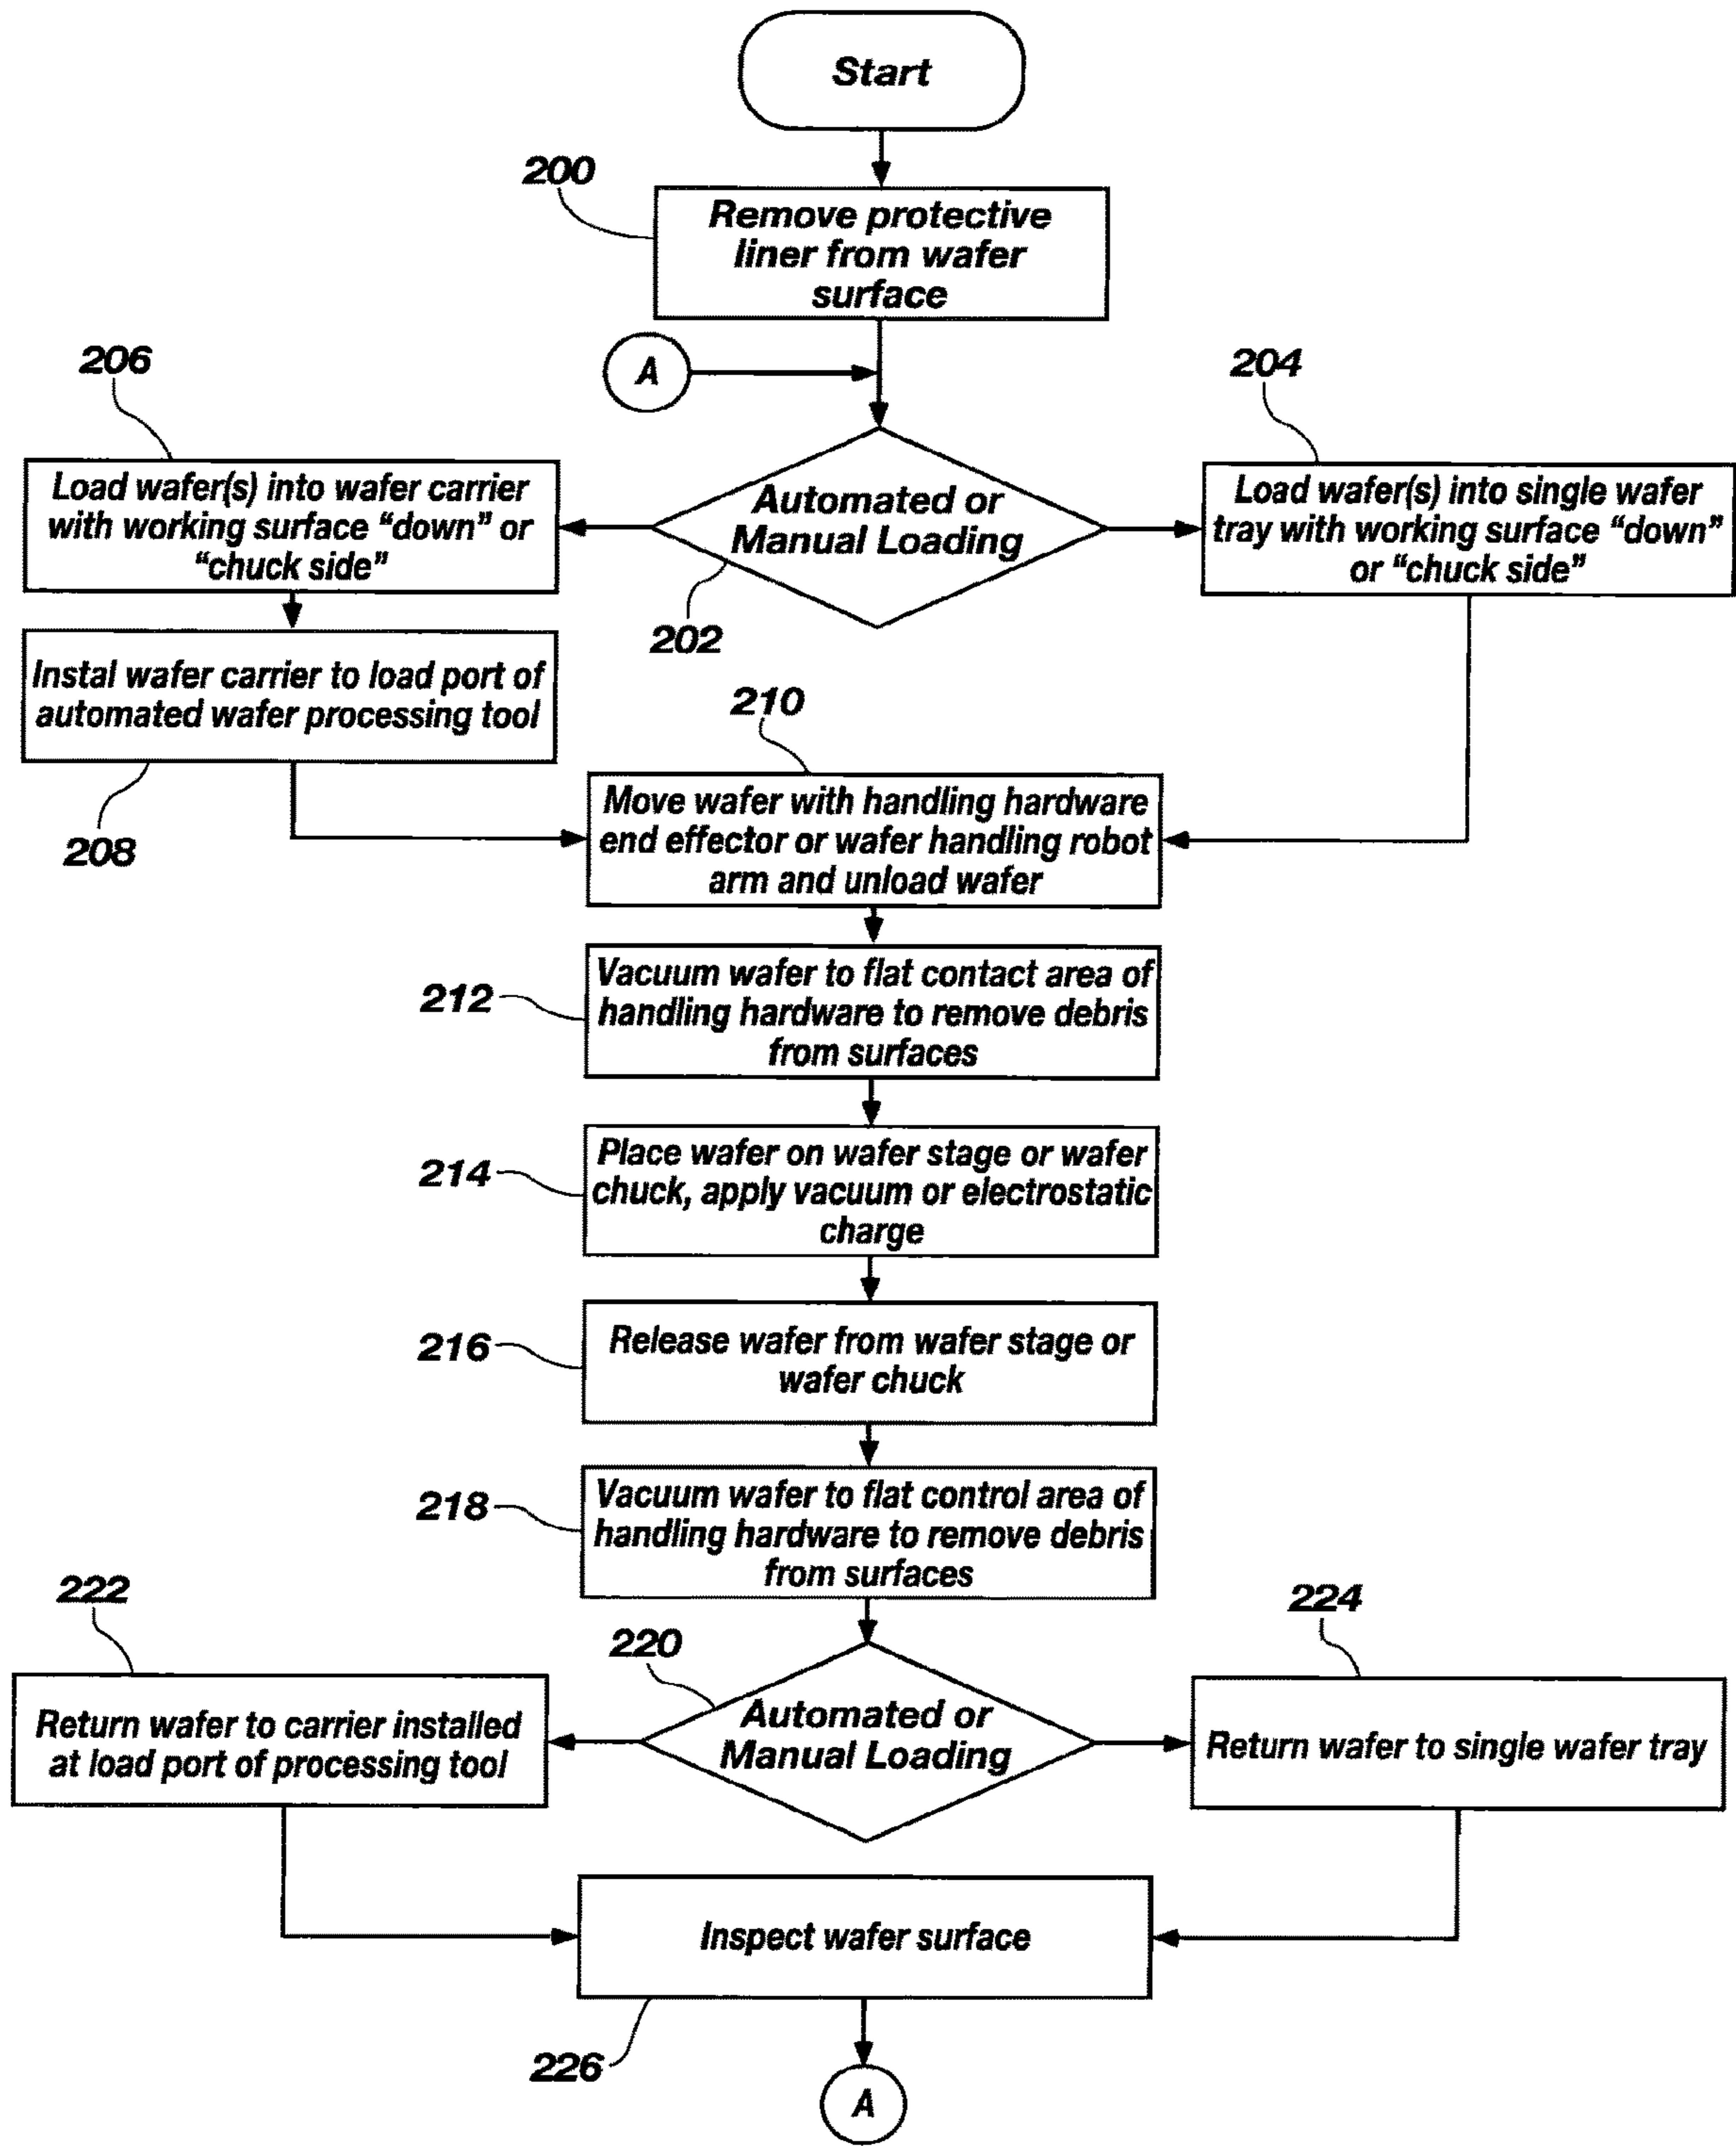 Start
200
Remove protective
liner from wafer
surface
A
206
204
Load wafer(s) into wafer carrier
with working surface “down” or
“chuck side”
Automated or
Manual Loading
Load wafer(s) into single wafer
tray with working surface “down”
or “chuck side”
202
Instal wafer carrier to load port of
automated wafer processing tool
208
210
Move wafer with handling hardware
end effector or wafer handling robot
arm and unload wafer
212
Vacuum wafer to flat contact area of
handling hardware to remove debris
from surfaces
214
Place wafer on wafer stage or wafer
chuck, apply vacuum or electrostatic
charge
216
Release wafer from wafer stage or
wafer chuck
218
Vacuum wafer to flat control area of
handling hardware to remove debris
from surfaces
222
220
224
Return wafer to carrier installed
at load port of processing tool
Automated or
Manual Loading
Return wafer to single wafer tray
Inspect wafer surface
226
A